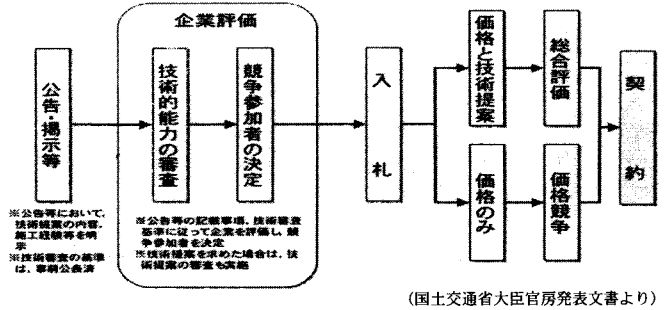 企業評価
公告・掲示等
技術的能力の審査
競争参加者の決定
入札
価格と技術提案
総合評価
価格のみ
価格競争
契約
※公告等において、
技術提案の内容、
施工経験等を明
示
※技術審査の基準
は、事前公表済
※公告等の記載事項、技術審査
基準に従って企業を評価し、競
争参加者を決定
※技術提案を求めた場合は、技
術提案の審査も実施
（国土交通省大臣官房発表文書より）